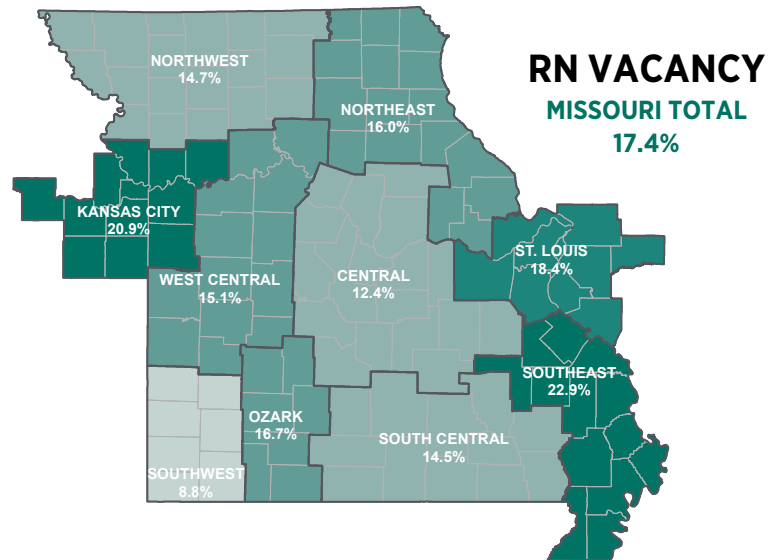 RN VACANCY
MISSOURI TOTAL
17.4%
NORTHWEST
14.7%
NORTHEAST
16.0%
KANSAS CITY
20.9%
WEST CENTRAL
15.1%
CENTRAL
12.4%
ST. LOUIS
18.4%
SOUTHEAST
22.9%
OZARK
16.7%
SOUTH CENTRAL
14.5%
SOUTHWEST
8.8%